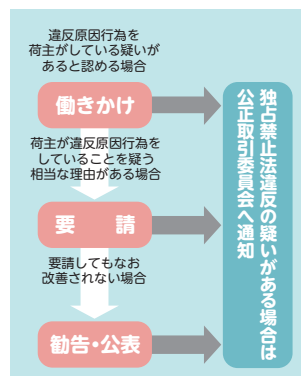 違反原因行為を
荷主がしている疑いが
あると認める場合
働きかけ
荷主が違反原因行為を
していることを疑う
相当な理由がある場合
要　請
要請してもなお
改善されない場合
勧告・公表
独占禁止法違反の疑いがある場合は
公正取引委員会へ通知